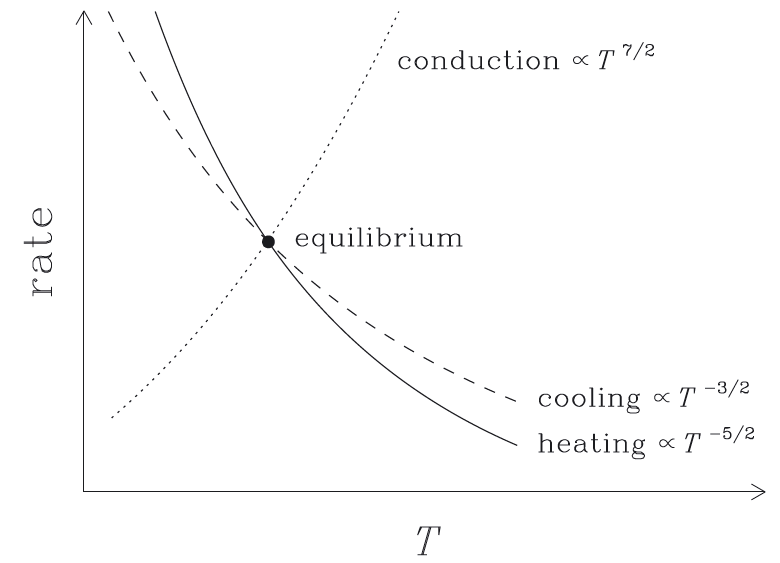 conduction ∝ T^{7/2}
rate
equilibrium
cooling ∝ T^{-3/2}
heating ∝ T^{-5/2}
T